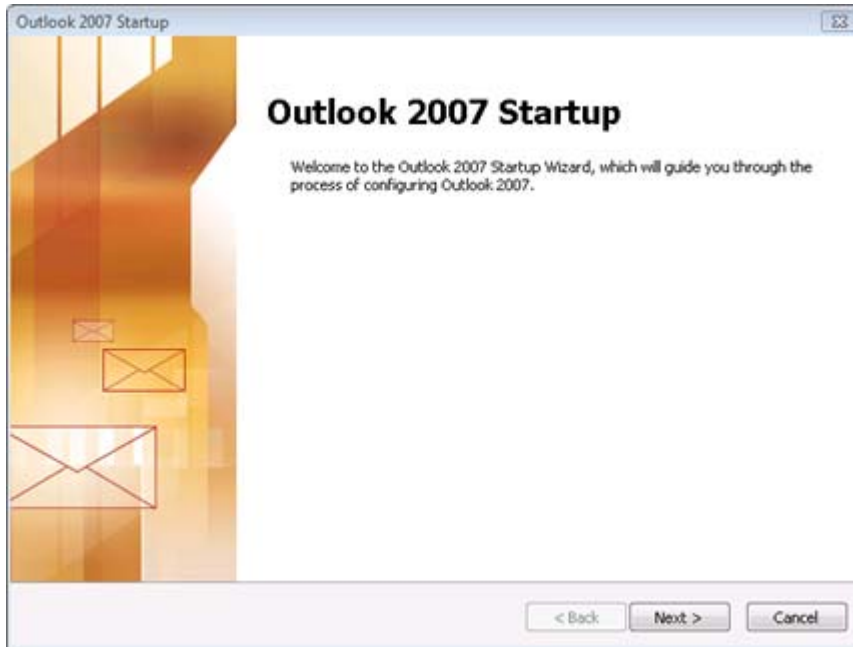 Outlook 2007 Startup
Outlook 2007 Startup
Welcome to the Outlook 2007 Startup Wizard, which will guide you through the
process of configuring Outlook 2007.
< Back Next > Cancel